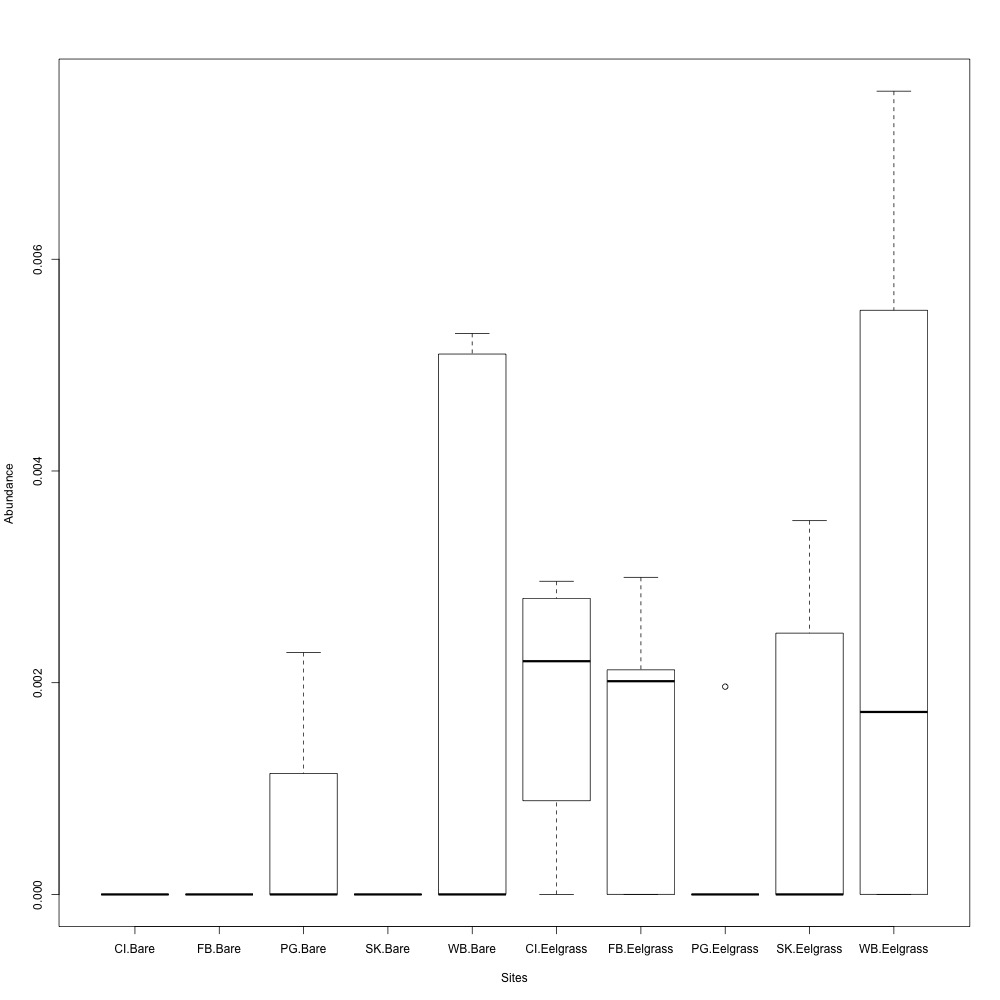 Abundance
0.006
0.004
0.002
0.000
CI.Bare FB.Bare PG.Bare SK.Bare WB.Bare CI.Eelgrass FB.Eelgrass PG.Eelgrass SK.Eelgrass WB.Eelgrass
Sites